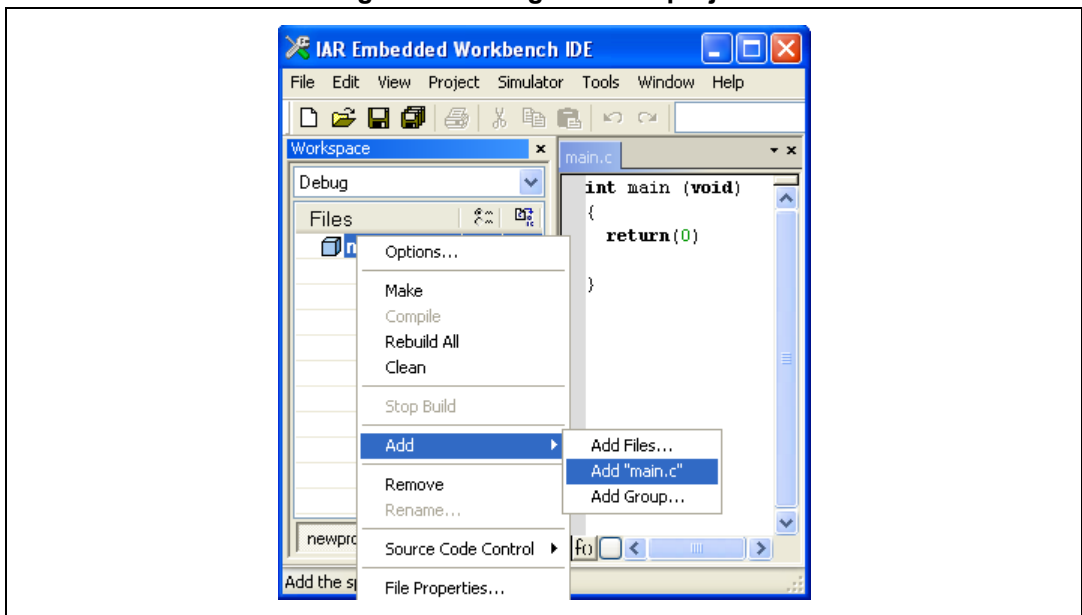 IAR Embedded Workbench IDE
File Edit View Project Simulator Tools Window Help
Workspace
main.c
Debug
Files
int main (void)
{
return(0)
}
Options...
Make
Compile
Rebuild All
Clean
Stop Build
Add
Add Files...
Add "main.c"
Add Group...
Remove
Rename...
Source Code Control
File Properties...
newpro
f()
Add the sp